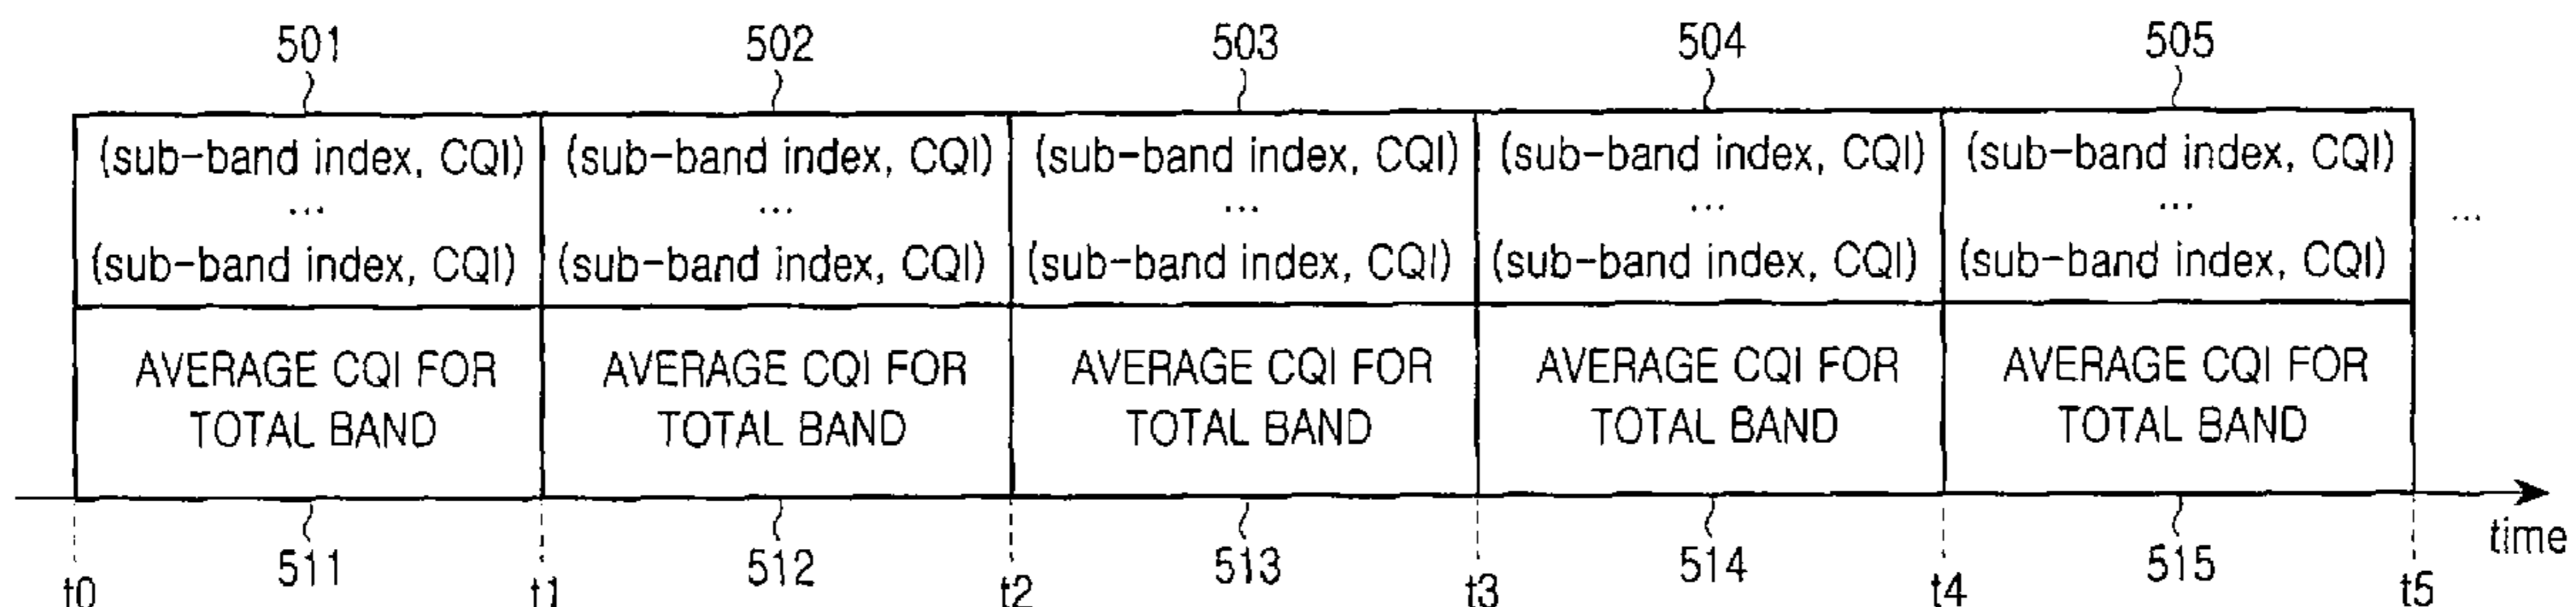 501 502 503 504 505
(sub-band index, CQI) (sub-band index, CQI) (sub-band index, CQI) (sub-band index, CQI) (sub-band index, CQI)
... ... ... ... ... ...
(sub-band index, CQI) (sub-band index, CQI) (sub-band index, CQI) (sub-band index, CQI) (sub-band index, CQI)
AVERAGE CQI FOR AVERAGE CQI FOR AVERAGE CQI FOR AVERAGE CQI FOR AVERAGE CQI FOR
TOTAL BAND TOTAL BAND TOTAL BAND TOTAL BAND TOTAL BAND
time
511 512 513 514 515
t0 t1 t2 t3 t4 t5